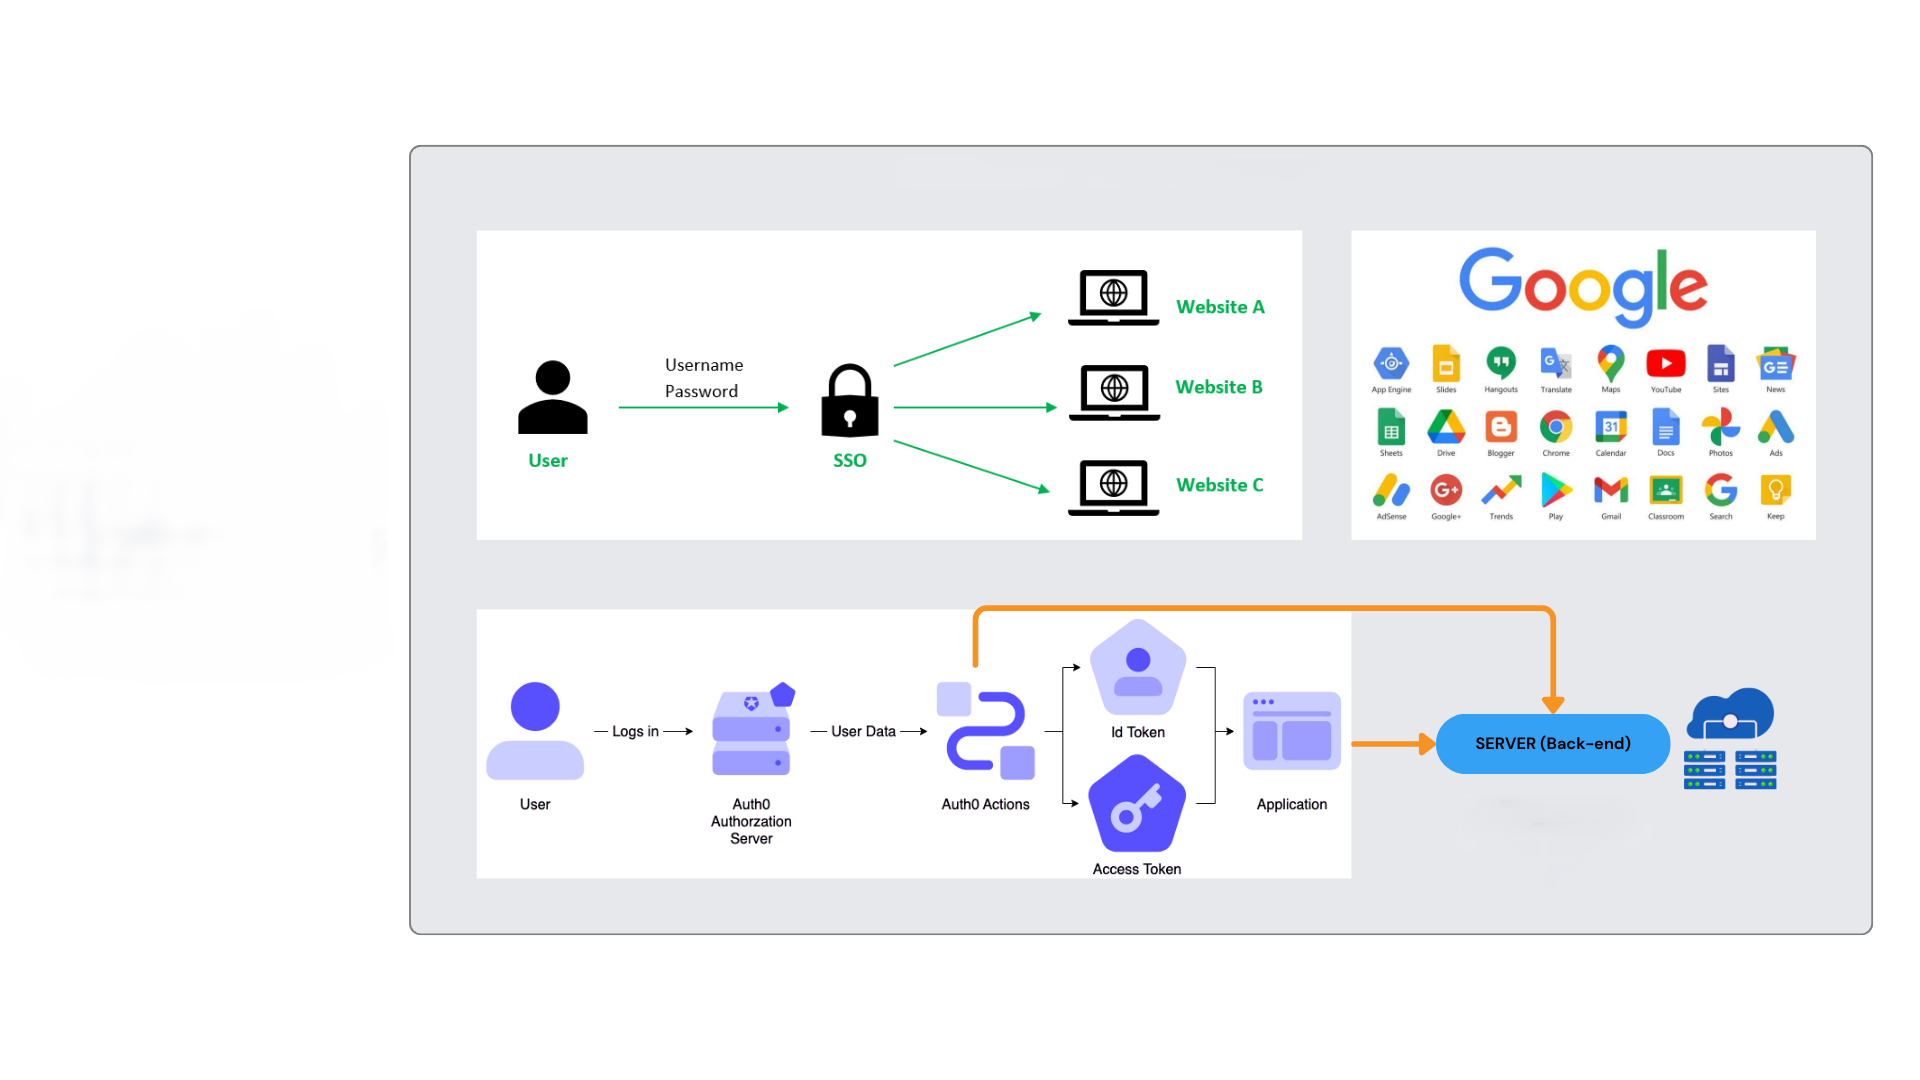 Username
Password
User
SSO
Website A
Website B
Website C
Google
App Engine
Slides
Hangouts
G
Translate
Maps
YouTube
Sites
GE
News
Sheets
Drive
Blogger
Chrome
31
Calendar
Docs
Photos
Ads
AdSense
G+
Google+
Trends
Play
Gmail
Classroom
G
Search
Keep
User
Logs in
Auth0
Authorzation
Server
User Data
Auth0 Actions
Id Token
Access Token
Application
SERVER (Back-end)